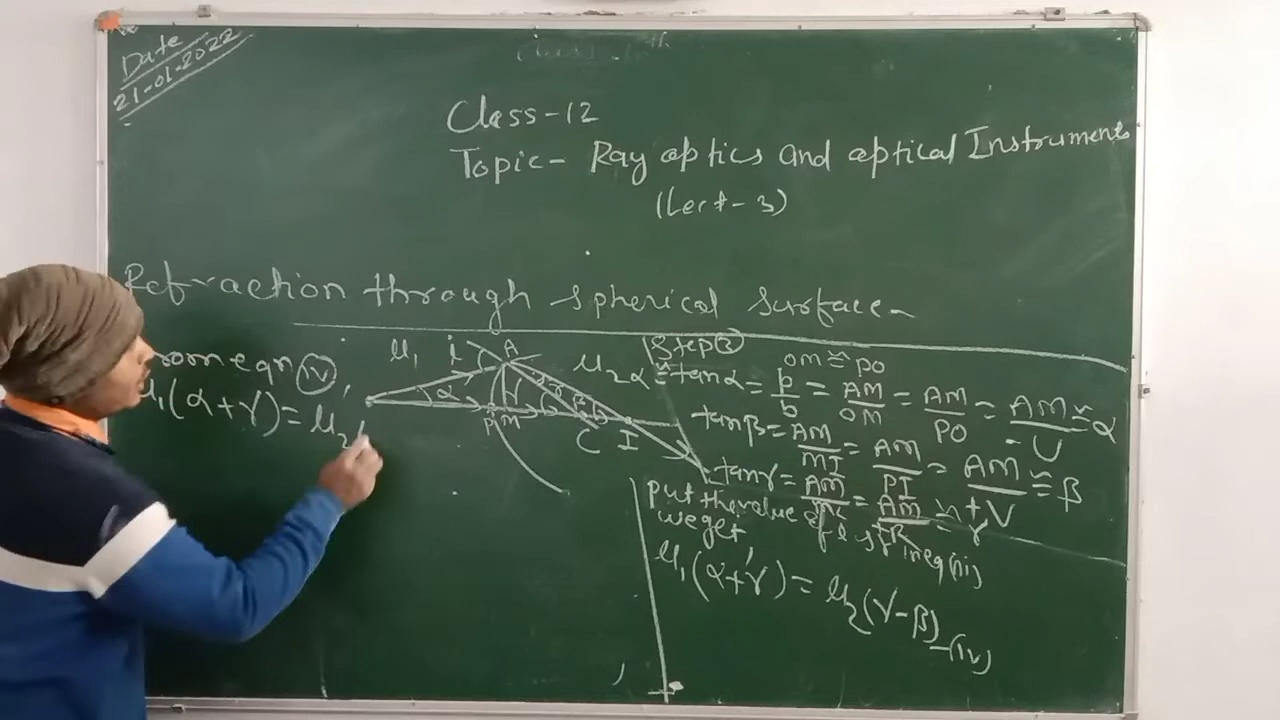 Date
21-01-2022
Class-12
Topic- Ray optics and optical Instruments
(Lect-3)
Refraction through spherical surface-
from eqn (iv),
μ₁(α+γ)=μ₂(
μ₁ i A μ₂
α γ β
P M C I
Step(3)
OM≅PO
α≅tanα=p/b=AM/OM=AM/PO=AM/-U≅α
tanβ=AM/MI=AM/PI=AM/+V≅β
tanγ=AM/MC=AM/+R≅γ
put the value of i & r in eq(iii)
we get
μ₁(α+γ)=μ₂(γ-β)-(iv)